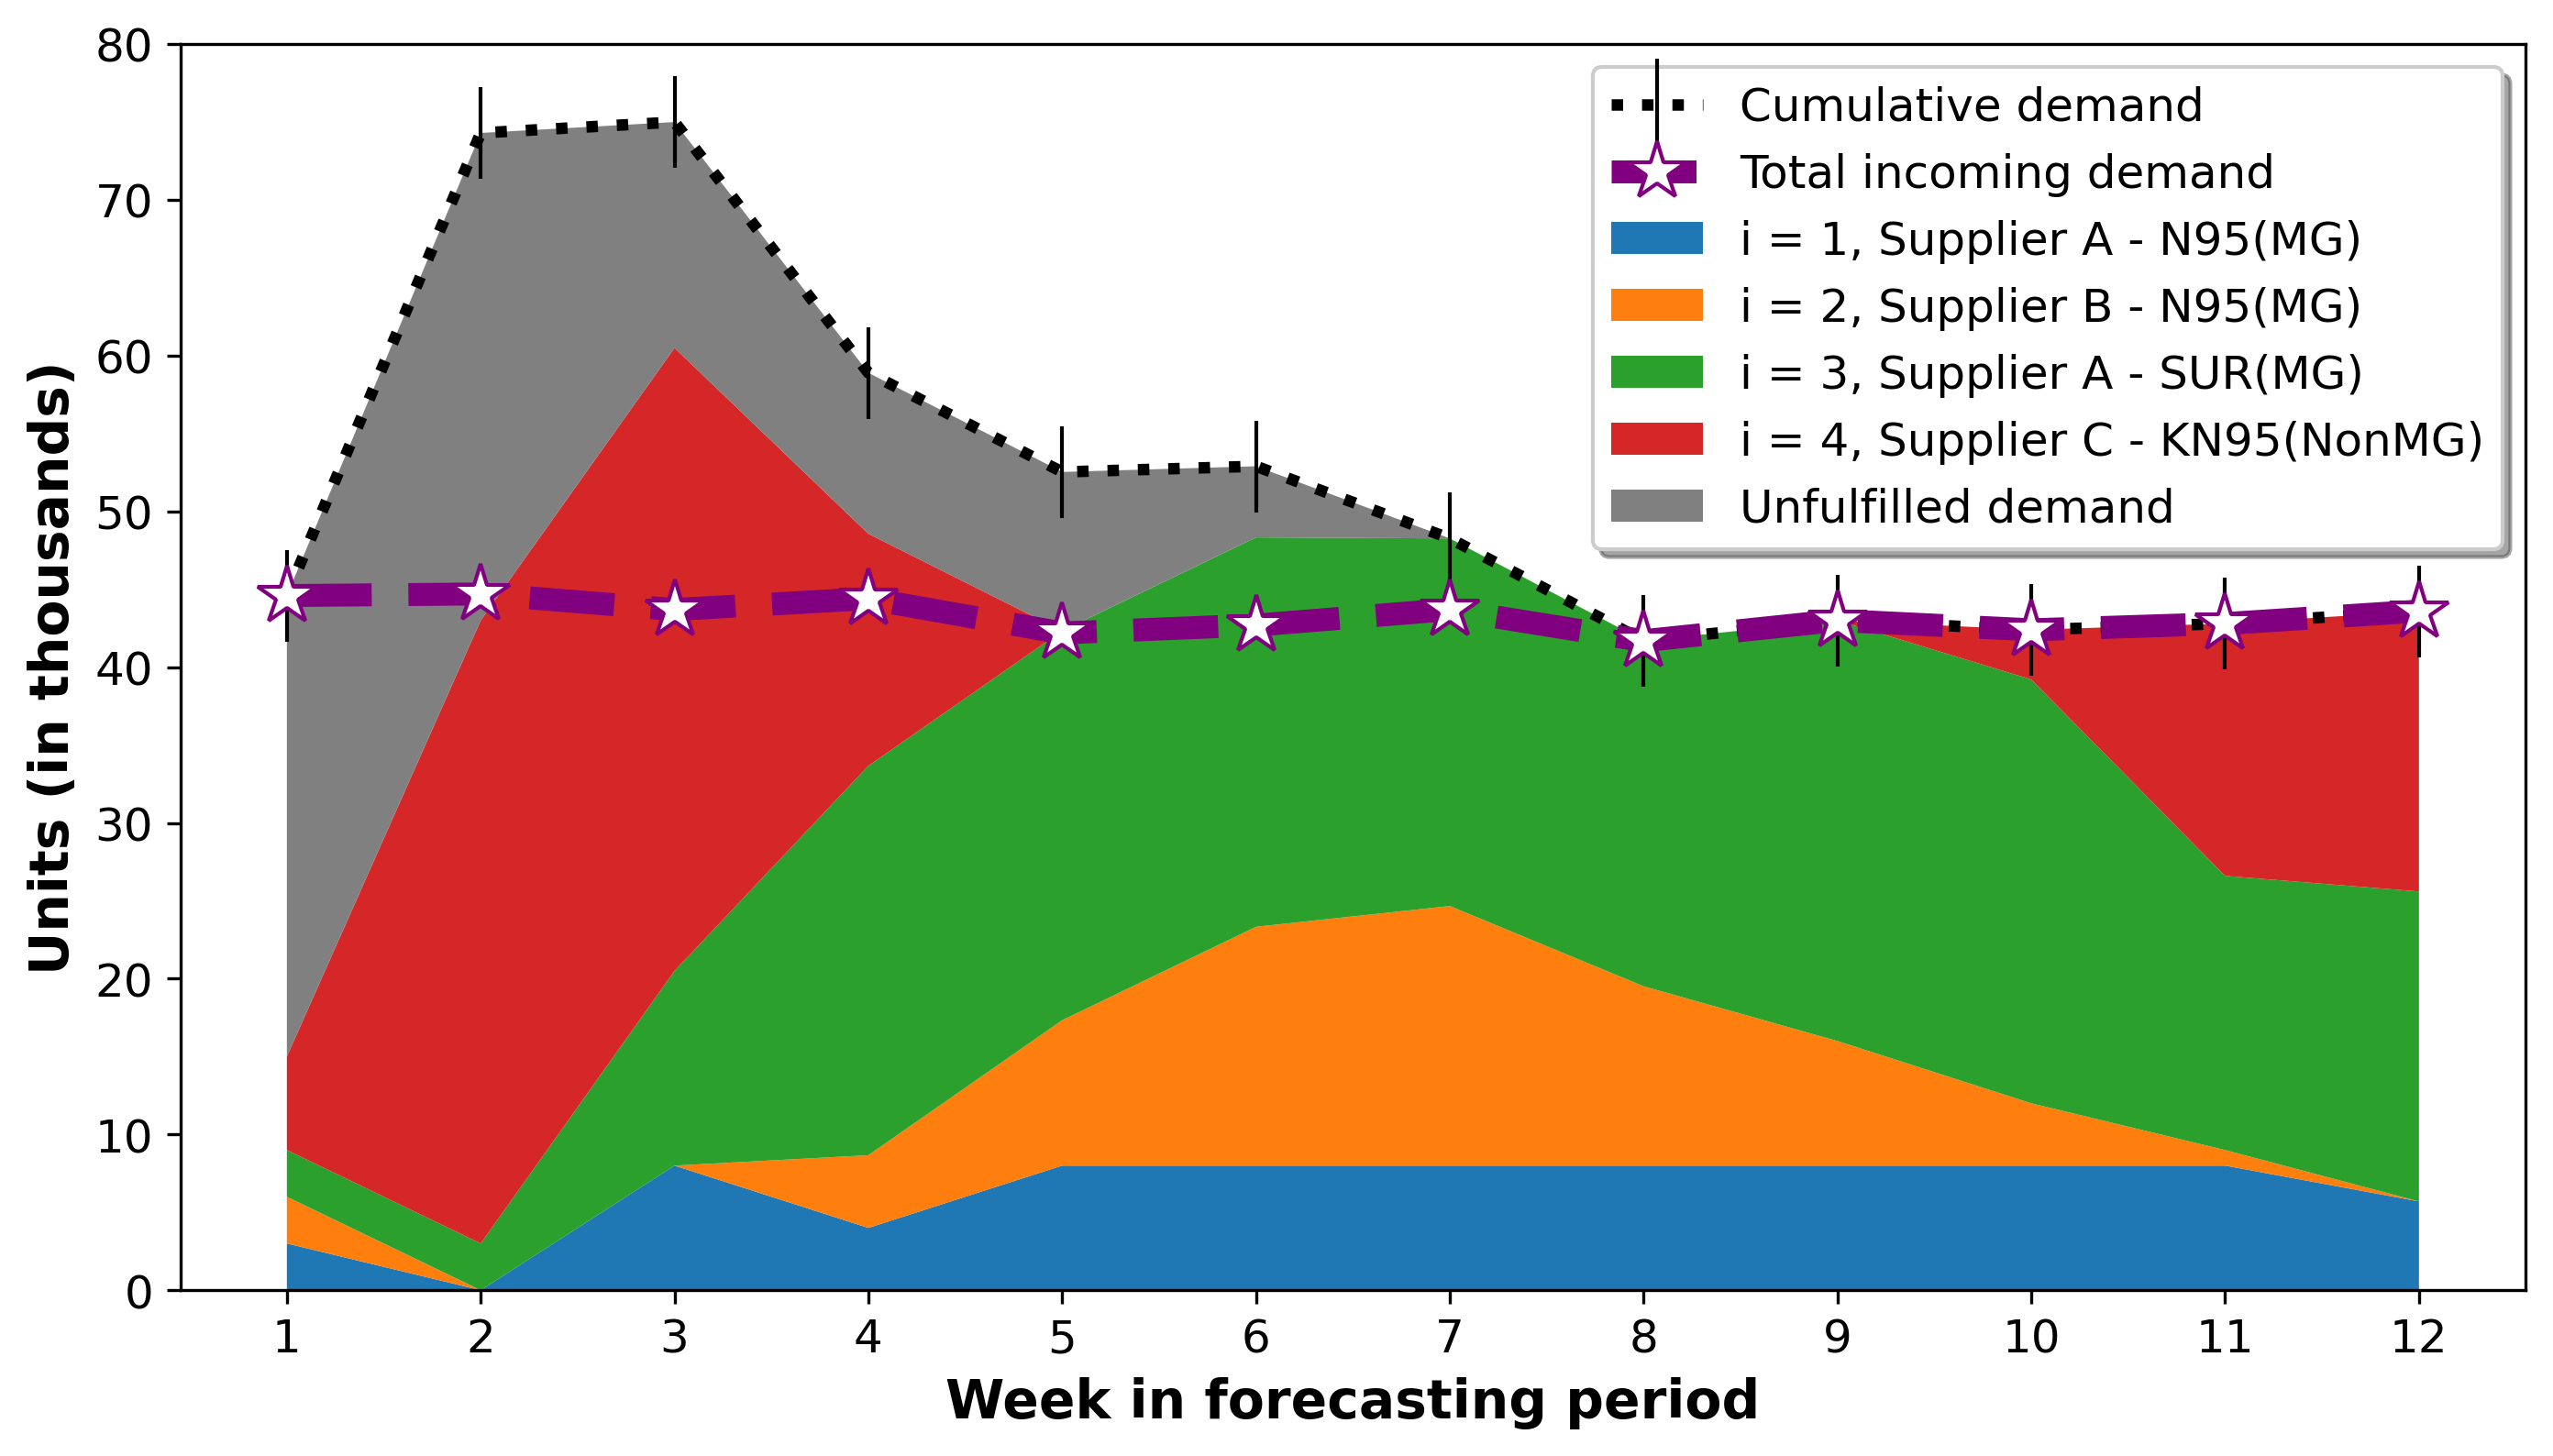 80
70
60
50
40
30
20
10
0
Units (in thousands)
Cumulative demand
Total incoming demand
i = 1, Supplier A - N95(MG)
i = 2, Supplier B - N95(MG)
i = 3, Supplier A - SUR(MG)
i = 4, Supplier C - KN95(NonMG)
Unfulfilled demand
1 2 3 4 5 6 7 8 9 10 11 12
Week in forecasting period